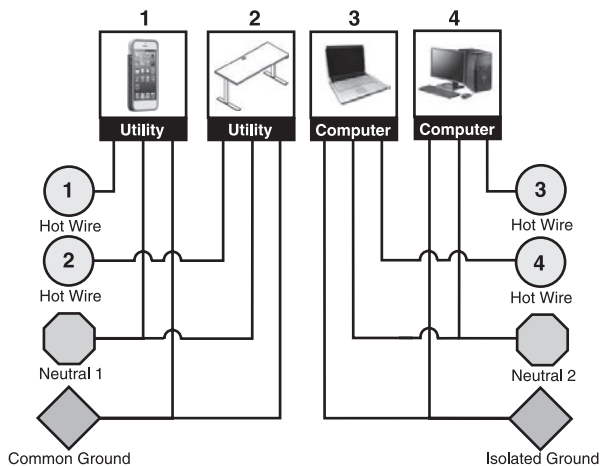 1 2 3 4
Utility Utility Computer Computer
1 3
Hot Wire Hot Wire
2 4
Hot Wire Hot Wire
Neutral 1 Neutral 2
Common Ground Isolated Ground